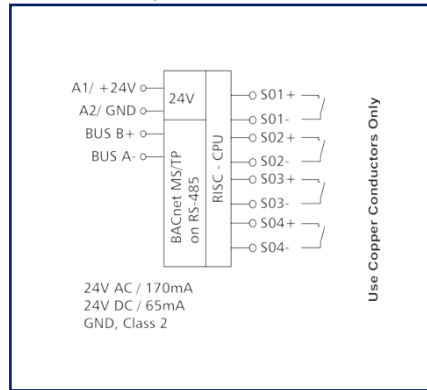 A1/ +24V
A2/ GND
BUS B+
BUS A-
24V
BACnet MS/TP
on RS-485
RISC - CPU
S01+
S01-
S02+
S02-
S03+
S03-
S04+
S04-
Use Copper Conductors Only
24V AC / 170mA
24V DC / 65mA
GND, Class 2